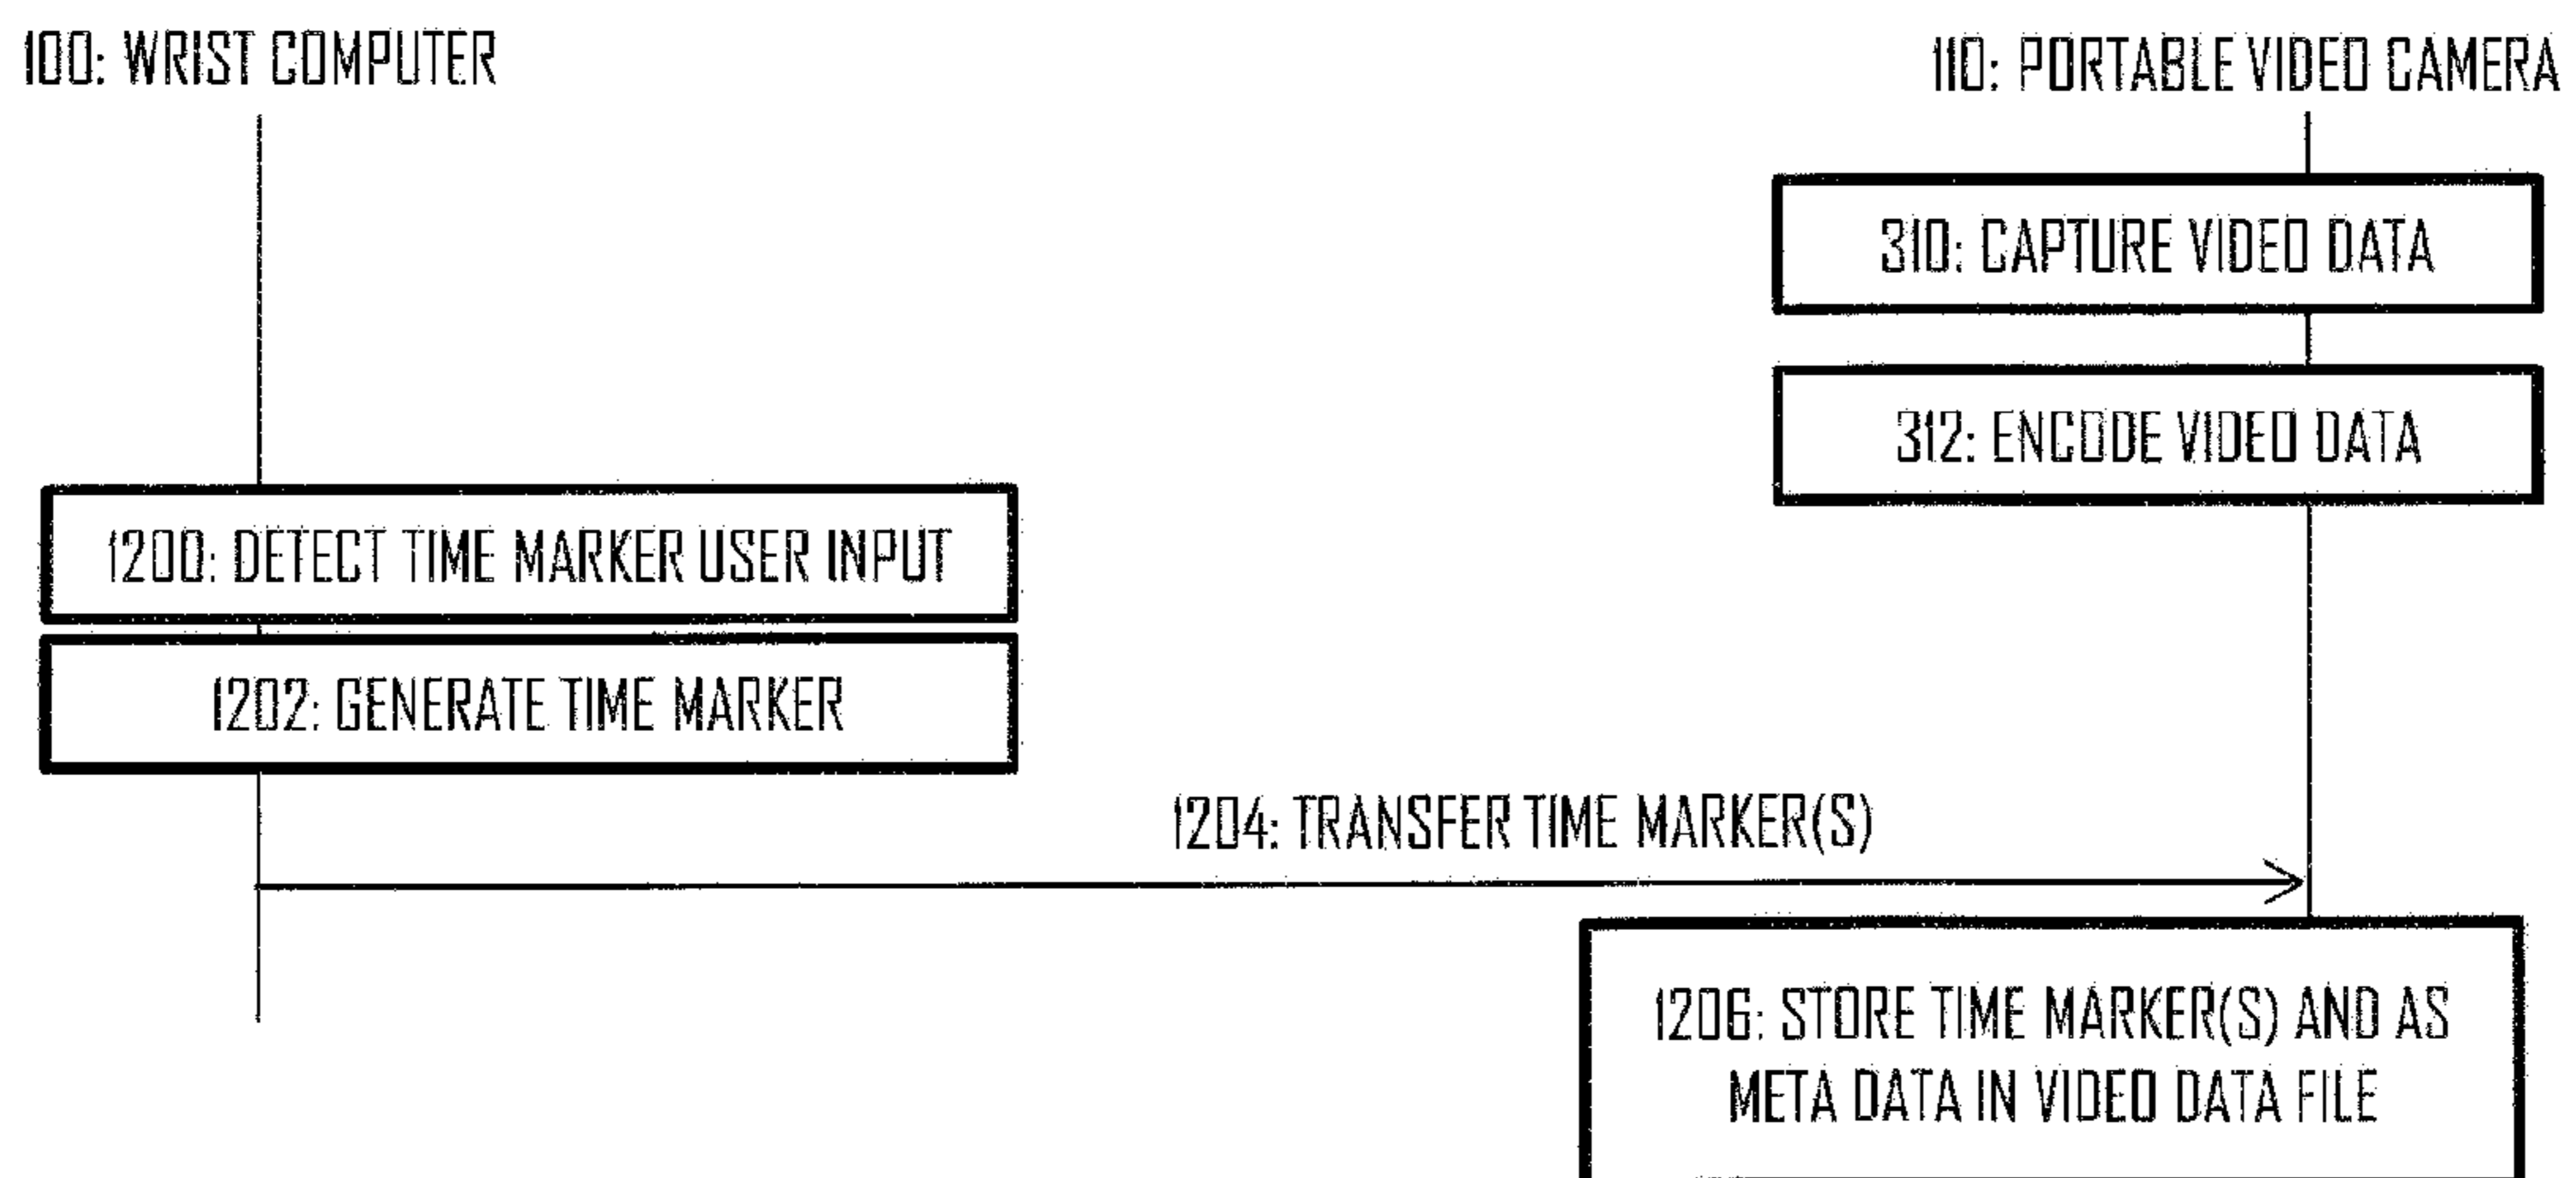 100: WRIST COMPUTER
110: PORTABLE VIDEO CAMERA
310: CAPTURE VIDEO DATA
312: ENCODE VIDEO DATA
1200: DETECT TIME MARKER USER INPUT
1202: GENERATE TIME MARKER
1204: TRANSFER TIME MARKER(S)
1206: STORE TIME MARKER(S) AND AS
META DATA IN VIDEO DATA FILE